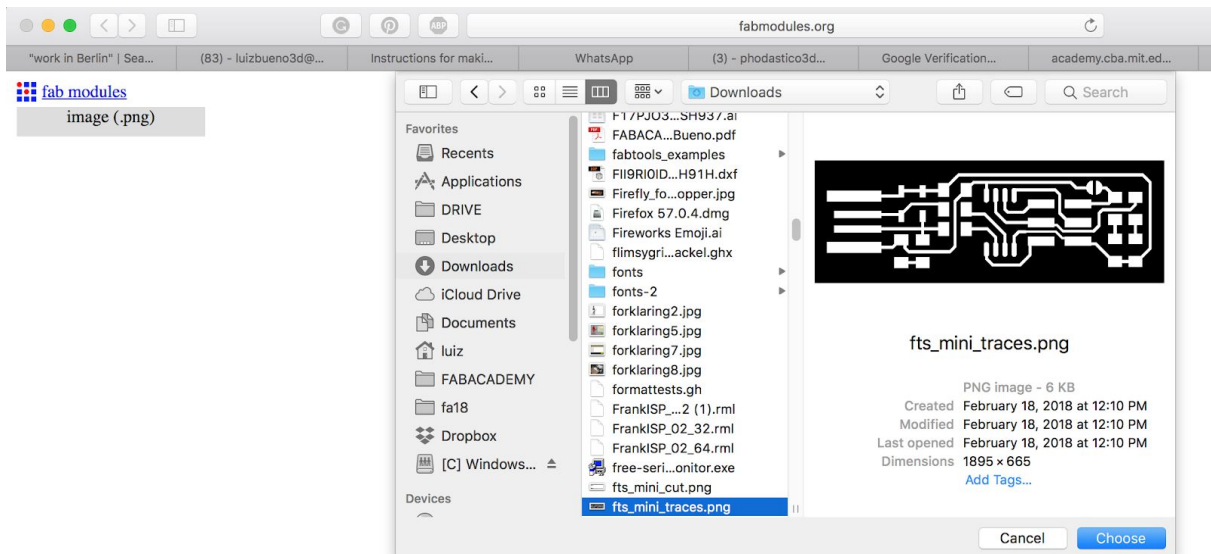 fabmodules.org
"work in Berlin" | Sea...
(83) - luizbueno3d@...
Instructions for maki...
WhatsApp
(3) - phodastico3d...
Google Verification...
academy.cba.mit.ed...
fab modules
image (.png)
Downloads
Search
Favorites
Recents
Applications
DRIVE
Desktop
Downloads
iCloud Drive
Documents
luiz
FABACADEMY
fa18
Dropbox
[C] Windows...
Devices
F17PJO3...SH937.ai
FABACA...Bueno.pdf
fabtools_examples
FII9RI0ID...H91H.dxf
Firefly_fo...opper.jpg
Firefox 57.0.4.dmg
Fireworks Emoji.ai
flimsygri...ackel.ghx
fonts
fonts-2
forklaring2.jpg
forklaring5.jpg
forklaring7.jpg
forklaring8.jpg
formattests.gh
FrankISP_...2 (1).rml
FrankISP_02_32.rml
FrankISP_02_64.rml
free-seri...onitor.exe
fts_mini_cut.png
fts_mini_traces.png
fts_mini_traces.png
PNG image - 6 KB
Created February 18, 2018 at 12:10 PM
Modified February 18, 2018 at 12:10 PM
Last opened February 18, 2018 at 12:10 PM
Dimensions 1895 × 665
Add Tags...
Cancel
Choose